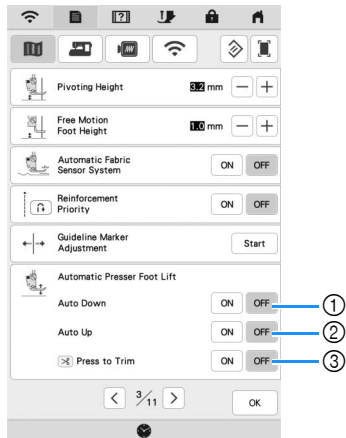 ?
Pivoting Height 3.2 mm − +
Free Motion
Foot Height 1.0 mm − +
Automatic Fabric
Sensor System ON OFF
Reinforcement
Priority ON OFF
Guideline Marker
Adjustment Start
Automatic Presser Foot Lift
Auto Down ON OFF ①
Auto Up ON OFF ②
Press to Trim ON OFF ③
< 3/11 > OK